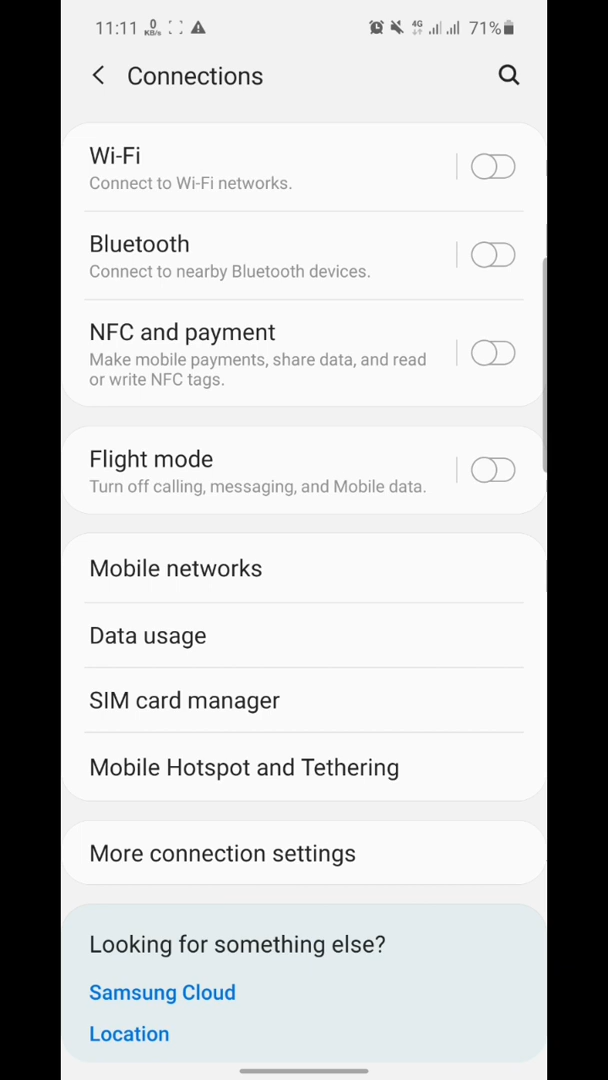 11:11 0 KB/s 4G 71%
Connections
Wi-Fi
Connect to Wi-Fi networks.
Bluetooth
Connect to nearby Bluetooth devices.
NFC and payment
Make mobile payments, share data, and read
or write NFC tags.
Flight mode
Turn off calling, messaging, and Mobile data.
Mobile networks
Data usage
SIM card manager
Mobile Hotspot and Tethering
More connection settings
Looking for something else?
Samsung Cloud
Location